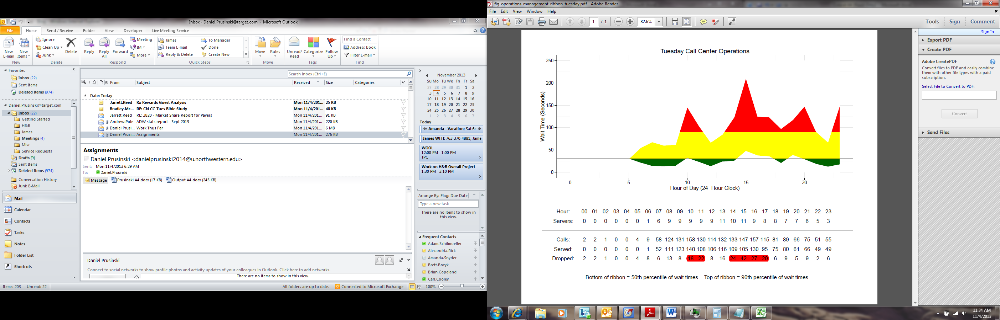 Inbox - Daniel.Prusinski@target.com - Microsoft Outlook
File Home Send / Receive Folder View Developer Live Meeting Service
New E-mail
New Items
New
Ignore
Clean Up
Junk
Delete
Delete
Reply
Reply All
Forward
Meeting
IM
More
Respond
James
Team E-mail
Reply & Delete
To Manager
Done
Create New
Quick Steps
Move
Rules
Move
Unread/ Read
Categorize
Follow Up
Tags
Find a Contact
Address Book
Filter E-mail
Find
Favorites
Inbox (22)
Sent Items
Deleted Items (974)
Daniel.Prusinski@target.com
Inbox (22)
Getting Started
H&B
James
Meetings (4)
Misc
Service Requests
Drafts [9]
Sent Items
Deleted Items (974)
Conversation History
Junk E-Mail
Mail
Calendar
Contacts
Tasks
Notes
Folder List
Shortcuts
Search Inbox (Ctrl+E)
From Subject Received Size Categories
Date: Today
Jarrett.Reed Rx Rewards Guest Analysis Mon 11/4/201... 25 KB
Bradley.Mc... RE: CN CC-Tues Bible Study Mon 11/4/201... 48 KB
Jarrett.Reed RE: 3820 - Market Share Report for Payers Mon 11/4/201... 91 KB
Andrew.Pole ADW stats report - Sept 2013 Mon 11/4/201... 220 KB
Daniel Prusi... Work Thus Far Mon 11/4/201... 6 MB
Daniel Prusi... Assignments Mon 11/4/201... 276 KB
Assignments
Daniel Prusinski <danielprusinski2014@u.northwestern.edu>
Sent: Mon 11/4/2013 6:29 AM
To: Daniel.Prusinski
Message Prusinski A4.docx (17 KB) Output A4.docx (245 KB)
Daniel Prusinski
Connect to social networks to show profile photos and activity updates of your colleagues in Outlook. Click here to add networks.
There are no items to show in this view.
November 2013
Su Mo Tu We Th Fr Sa
27 28 29 30 31 1 2
3 4 5 6 7 8 9
10 11 12 13 14 15 16
17 18 19 20 21 22 23
24 25 26 27 28 29 30
1 2 3 4 5 6 7
Today
Amanda - Vacation; Sat 6:
James WFH; 763-370-4881; Jame
WOOL
12:00 PM - 1:00 PM
TPC
Work on H&B Overall Project
1:30 PM - 3:10 PM
Arrange By: Flag: Due Date
Type a new task
There are no items to show in
this view.
Frequent Contacts
Adam.Schilmoeller
Alexandria.Rick
Amanda.Snyder
Brett.Bozyk
Brian.Copeland
Carl.Cooley
Items: 203 Unread: 22 All folders are up to date. Connected to Microsoft Exchange 100%
fig_operations_management_ribbon_tuesday.pdf - Adobe Reader
File Edit View Window Help
1 / 1 82.6% Tools Sign Comment
Sign In
Export PDF
Create PDF
Adobe CreatePDF
Convert files to PDF and easily combine
them with other file types with a paid
subscription.
Select File to Convert to PDF:
Convert
Send Files
Tuesday Call Center Operations
Wait Time (Seconds)
250
200
150
100
50
0
0 5 10 15 20
Hour of Day (24−Hour Clock)
Hour: 00 01 02 03 04 05 06 07 08 09 10 11 12 13 14 15 16 17 18 19 20 21 22 23
Servers: 0 0 0 0 0 0 1 6 9 9 9 9 9 11 10 11 9 8 8 7 7 6 5 3
Calls: 2 2 1 0 0 4 9 58 124 131 158 130 114 132 133 147 157 115 81 89 66 75 51 55
Served: 0 0 0 0 0 0 1 52 111 123 140 108 106 116 109 105 130 95 75 80 61 66 49 49
Dropped: 2 2 1 0 0 4 8 6 13 8 18 22 8 16 24 42 27 20 6 9 5 9 2 6
Bottom of ribbon = 50th percentile of wait times Top of ribbon = 90th percentile of wait times.
11:34 AM
11/4/2013